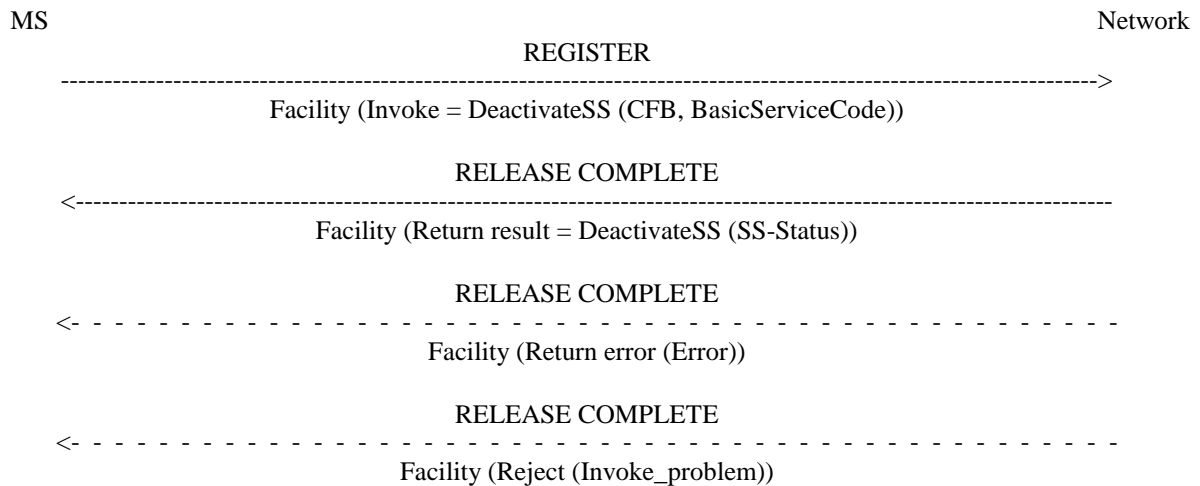 MS Network
REGISTER
Facility (Invoke = DeactivateSS (CFB, BasicServiceCode))
RELEASE COMPLETE
Facility (Return result = DeactivateSS (SS-Status))
RELEASE COMPLETE
Facility (Return error (Error))
RELEASE COMPLETE
Facility (Reject (Invoke_problem))